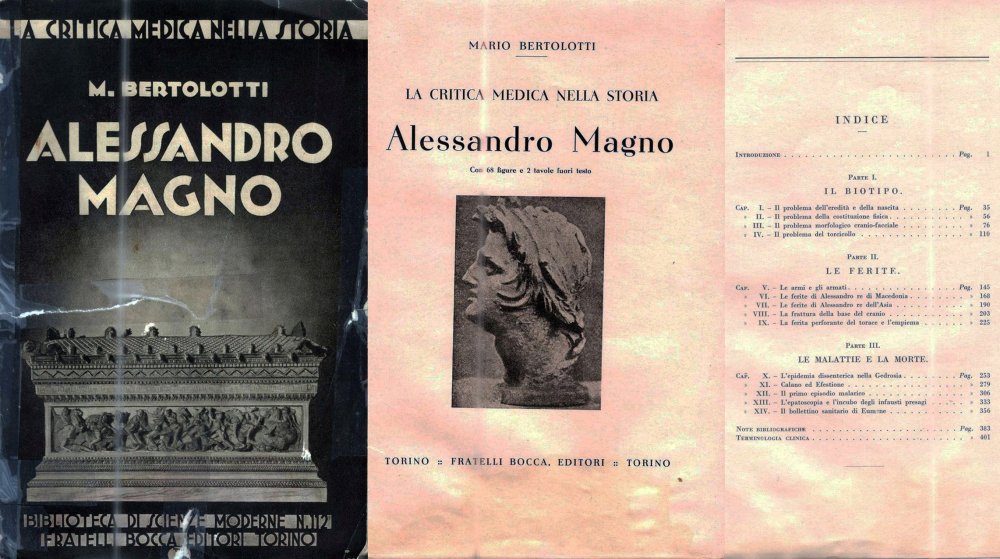 LA CRITICA MEDICA NELLA STORIA
M. BERTOLOTTI
ALESSANDRO
MAGNO
BIBLIOTECA DI SCIENZE MODERNE N. 112
FRATELLI BOCCA EDITORI TORINO
MARIO BERTOLOTTI
LA CRITICA MEDICA NELLA STORIA
Alessandro Magno
Con 68 figure e 2 tavole fuori testo
TORINO :: FRATELLI BOCCA, EDITORI :: TORINO
INDICE
INTRODUZIONE . . . . . . . . . . Pag. 1
PARTE I.
IL BIOTIPO.
CAP. I. – Il problema dell'eredità e della nascita . . . . . Pag. 35
» II. – Il problema della costituzione fisica . . . . . » 56
» III. – Il problema morfologico cranio-facciale . . . . . » 76
» IV. – Il problema del torcicollo . . . . . » 110
PARTE II.
LE FERITE.
CAP. V. – Le armi e gli armati . . . . . Pag. 145
» VI. – Le ferite di Alessandro re di Macedonia . . . . . » 168
» VII. – Le ferite di Alessandro re dell'Asia . . . . . » 190
» VIII. – La frattura della base del cranio . . . . . » 203
» IX. – La ferita perforante del torace e l'empiema . . . . . » 225
PARTE III.
LE MALATTIE E LA MORTE.
CAP. X. – L'epidemia dissenterica nella Gedrosia . . . . . Pag. 253
» XI. – Calano ed Efestione . . . . . » 279
» XII. – Il primo episodio malarico . . . . . » 306
» XIII. – L'epatoscopia e l'incubo degli infausti presagi . . . . . » 333
» XIV. – Il bollettino sanitario di Eumene . . . . . » 356
NOTE BIBLIOGRAFICHE . . . . . Pag. 383
TERMINOLOGIA CLINICA . . . . . » 401